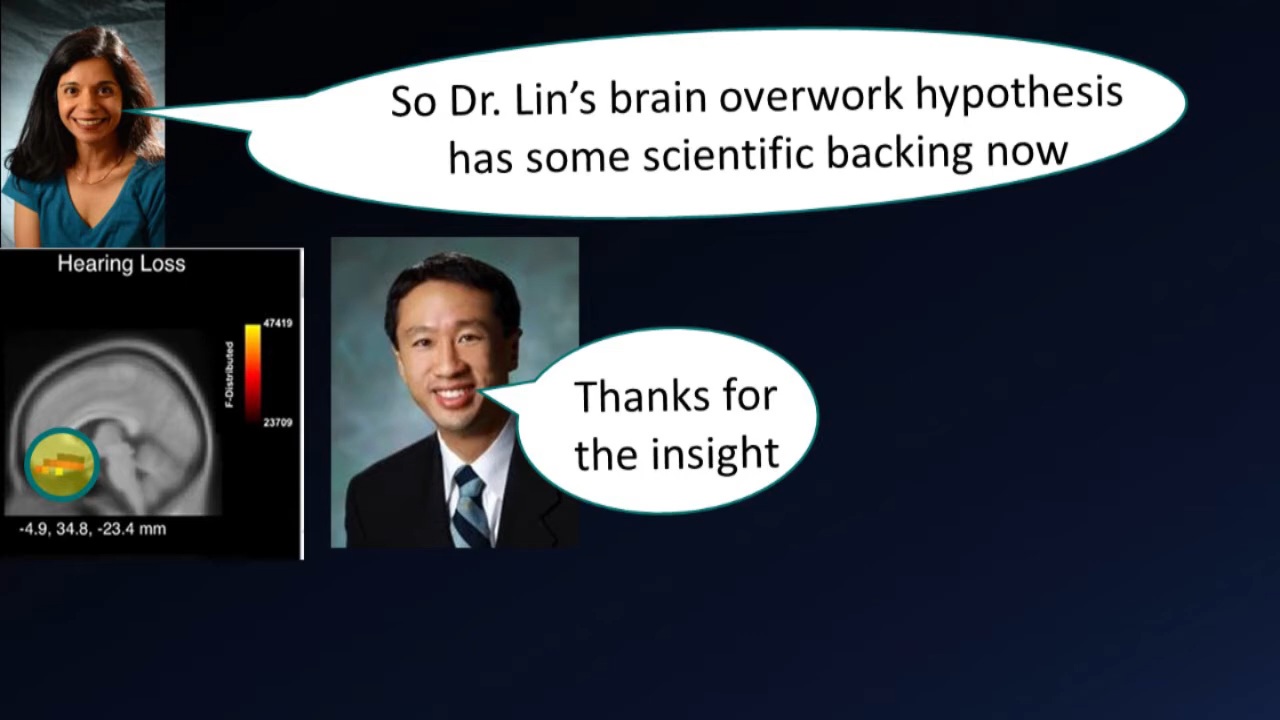 So Dr. Lin’s brain overwork hypothesis
has some scientific backing now
Hearing Loss
47419
F-Distributed
23709
-4.9, 34.8, -23.4 mm
Thanks for
the insight